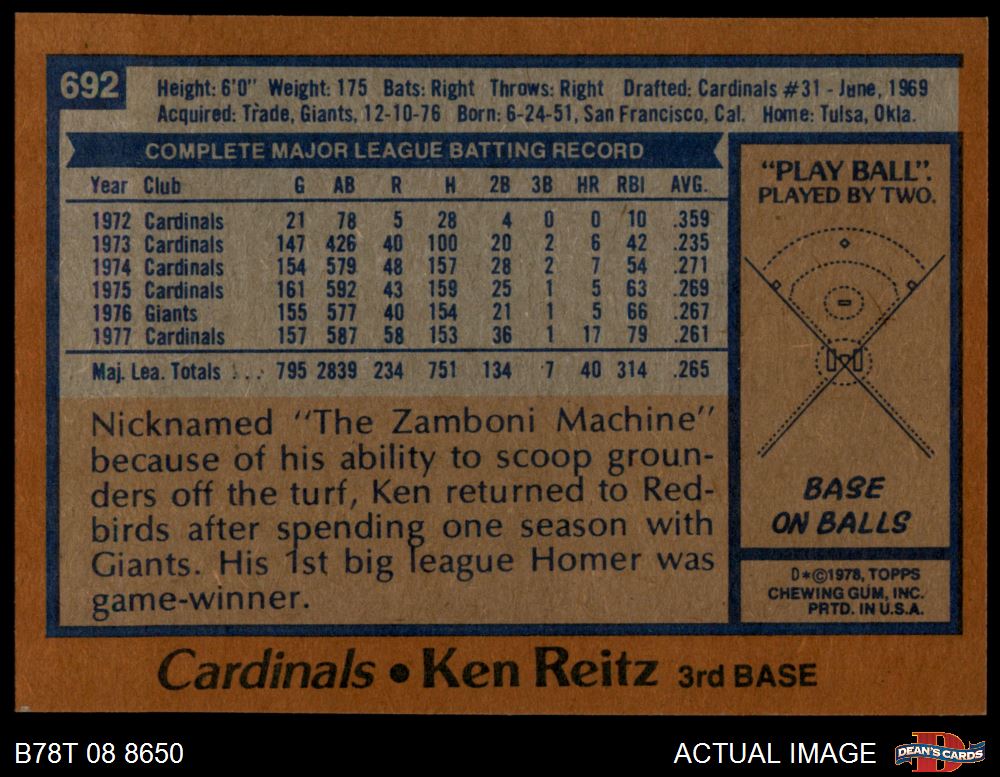 692
Height: 6'0" Weight: 175 Bats: Right Throws: Right Drafted: Cardinals #31 - June, 1969
Acquired: Trade, Giants, 12-10-76 Born: 6-24-51, San Francisco, Cal. Home: Tulsa, Okla.
COMPLETE MAJOR LEAGUE BATTING RECORD
Year Club G AB R H 2B 3B HR RBI AVG.
1972 Cardinals 21 78 5 28 4 0 0 10 .359
1973 Cardinals 147 426 40 100 20 2 6 42 .235
1974 Cardinals 154 579 48 157 28 2 7 54 .271
1975 Cardinals 161 592 43 159 25 1 5 63 .269
1976 Giants 155 577 40 154 21 1 5 66 .267
1977 Cardinals 157 587 58 153 36 1 17 79 .261
Maj. Lea. Totals ... 795 2839 234 751 134 7 40 314 .265
Nicknamed "The Zamboni Machine"
because of his ability to scoop groun-
ders off the turf, Ken returned to Red-
birds after spending one season with
Giants. His 1st big league Homer was
game-winner.
"PLAY BALL".
PLAYED BY TWO.
BASE
ON BALLS
D*©1978, TOPPS
CHEWING GUM, INC.
PRTD. IN U.S.A.
Cardinals • Ken Reitz 3rd BASE
B78T 08 8650
ACTUAL IMAGE
D
DEAN'S CARDS